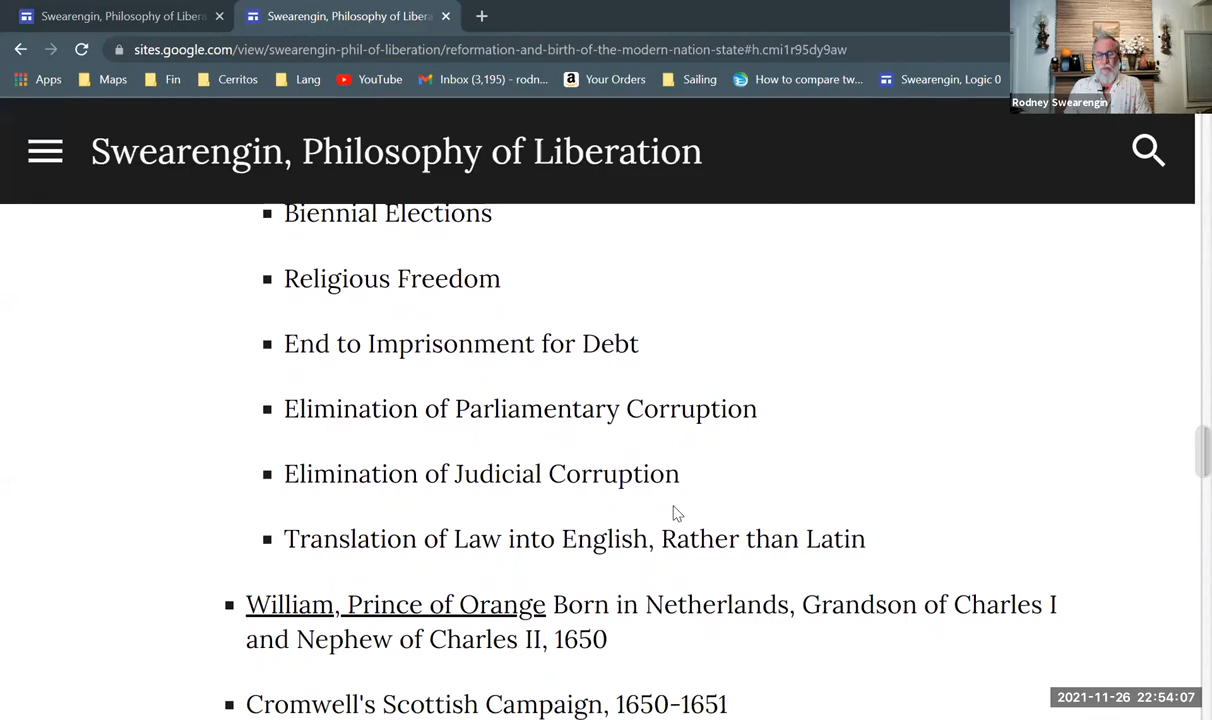 Swearengin, Philosophy of Libera
Swearengin, Philosophy of Libera
sites.google.com/view/swearengin-phil-of-liberation/reformation-and-birth-of-the-modern-nation-state#h.cmi1r95dy9aw
Apps Maps Fin Cerritos Lang YouTube Inbox (3,195) - rodn... Your Orders Sailing How to compare tw... Swearengin, Logic 0
Rodney Swearengin
Swearengin, Philosophy of Liberation
Biennial Elections
Religious Freedom
End to Imprisonment for Debt
Elimination of Parliamentary Corruption
Elimination of Judicial Corruption
Translation of Law into English, Rather than Latin
William, Prince of Orange Born in Netherlands, Grandson of Charles I
and Nephew of Charles II, 1650
Cromwell's Scottish Campaign, 1650-1651
2021-11-26 22:54:07